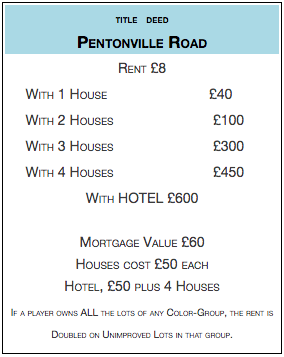 TITLE DEED
PENTONVILLE ROAD
RENT £8
WITH 1 HOUSE £40
WITH 2 HOUSES £100
WITH 3 HOUSES £300
WITH 4 HOUSES £450
WITH HOTEL £600
MORTGAGE VALUE £60
HOUSES COST £50 EACH
HOTEL, £50 PLUS 4 HOUSES
IF A PLAYER OWNS ALL THE LOTS OF ANY COLOR-GROUP, THE RENT IS
DOUBLED ON UNIMPROVED LOTS IN THAT GROUP.